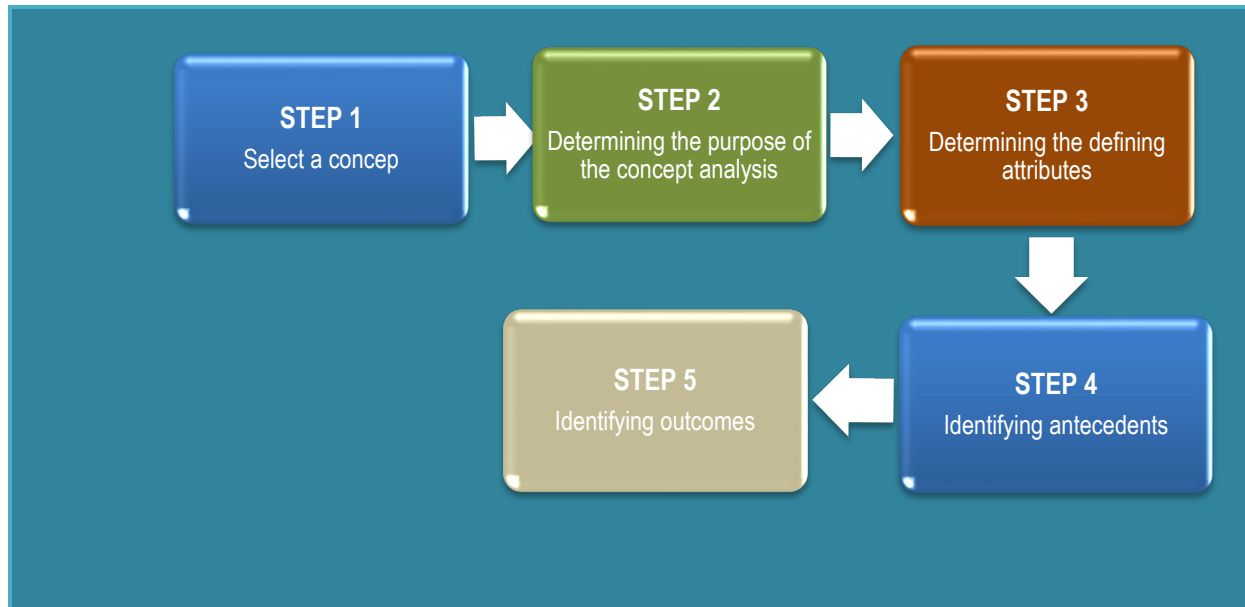 STEP 1
Select a concep
STEP 2
Determining the purpose of
the concept analysis
STEP 3
Determining the defining
attributes
STEP 4
Identifying antecedents
STEP 5
Identifying outcomes